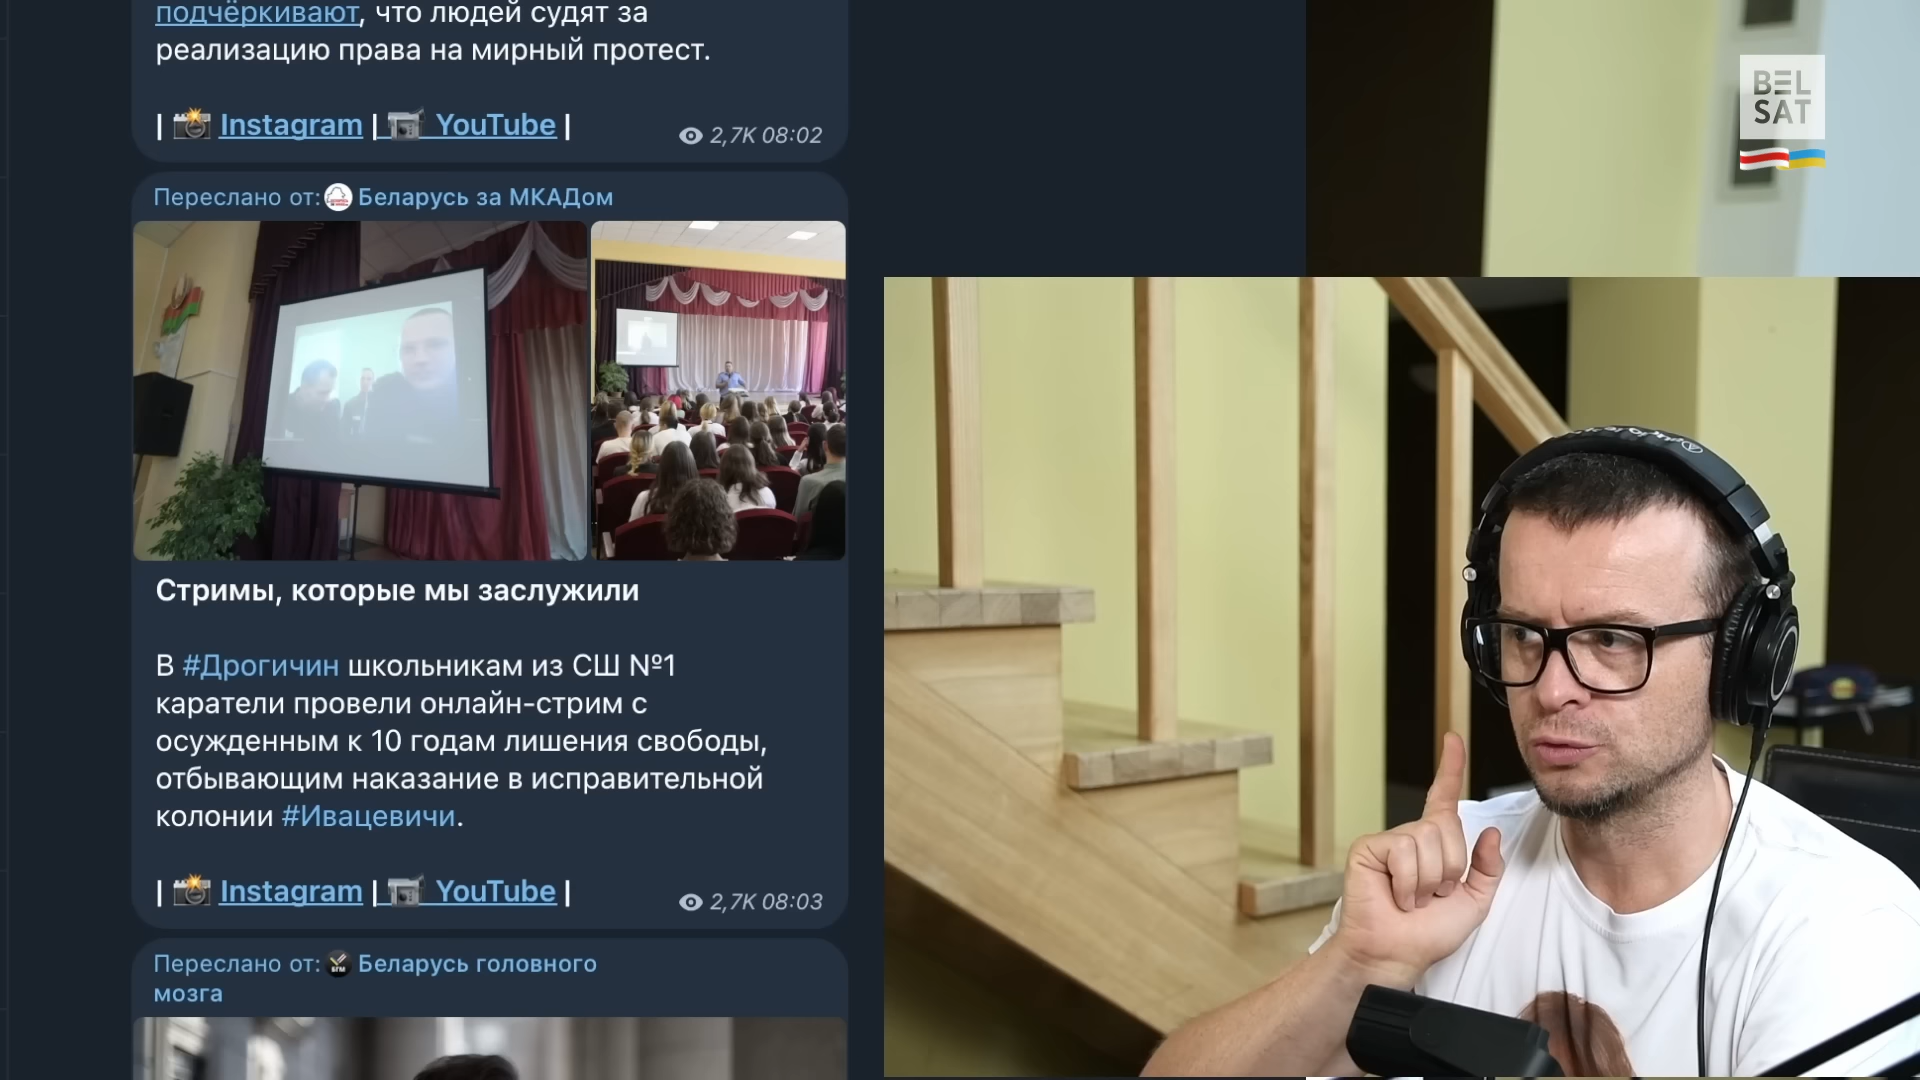 подчёркивают, что людей судят за
реализацию права на мирный протест.
| Instagram | YouTube |
2,7K 08:02
Переслано от: Беларусь за МКАДом
Стримы, которые мы заслужили
В #Дрогичин школьникам из СШ №1
каратели провели онлайн-стрим с
осужденным к 10 годам лишения свободы,
отбывающим наказание в исправительной
колонии #Ивацевичи.
| Instagram | YouTube |
2,7K 08:03
Переслано от: БГМ Беларусь головного
мозга
BEL
SAT